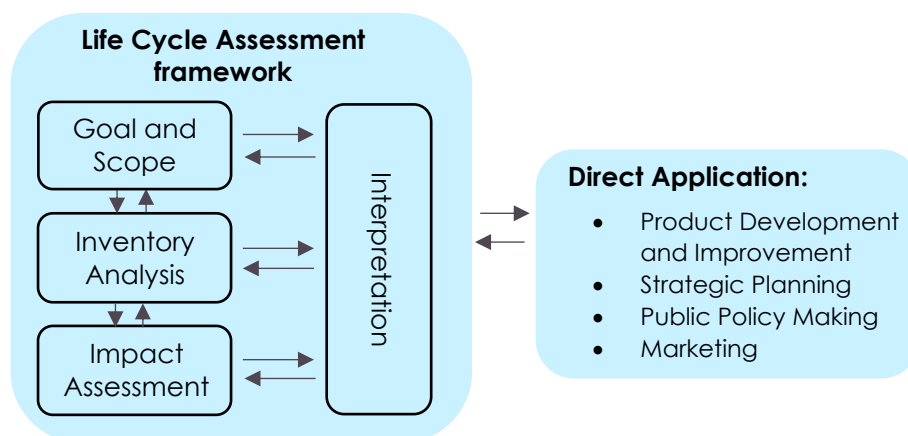 Life Cycle Assessment
framework
Goal and
Scope
Inventory
Analysis
Impact
Assessment
Interpretation
Direct Application:
• Product Development
and Improvement
• Strategic Planning
• Public Policy Making
• Marketing